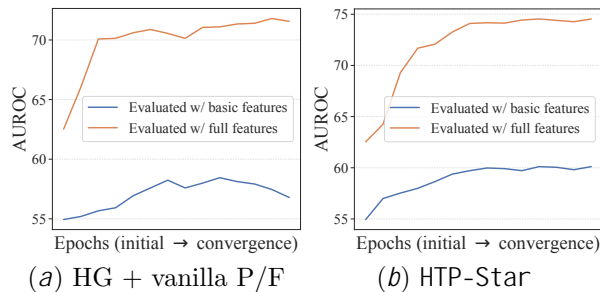 70
65
60
55
AUROC
Evaluated w/ basic features
Evaluated w/ full features
Epochs (initial → convergence)
(a) HG + vanilla P/F
75
70
65
60
55
AUROC
Evaluated w/ basic features
Evaluated w/ full features
Epochs (initial → convergence)
(b) HTP-Star